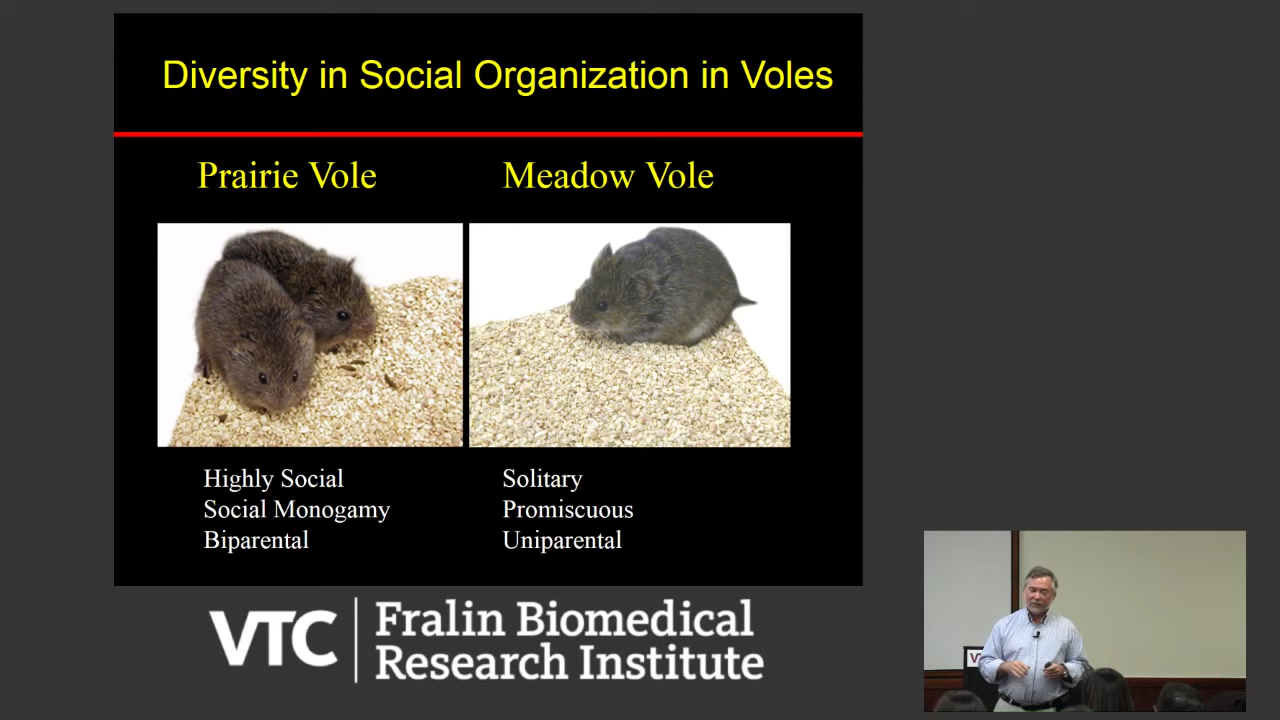 Diversity in Social Organization in Voles
Prairie Vole
Meadow Vole
Highly Social
Social Monogamy
Biparental
Solitary
Promiscuous
Uniparental
VTC
Fralin Biomedical
Research Institute